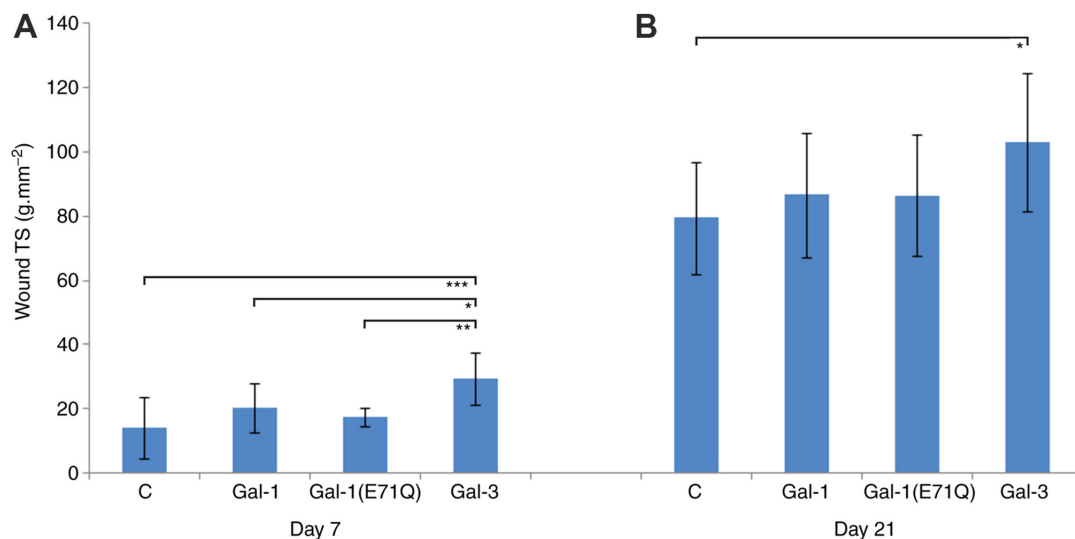 A
B
Wound TS (g.mm⁻²)
140
120
100
80
60
40
20
0
*
***
*
**
C Gal-1 Gal-1(E71Q) Gal-3 C Gal-1 Gal-1(E71Q) Gal-3
Day 7 Day 21